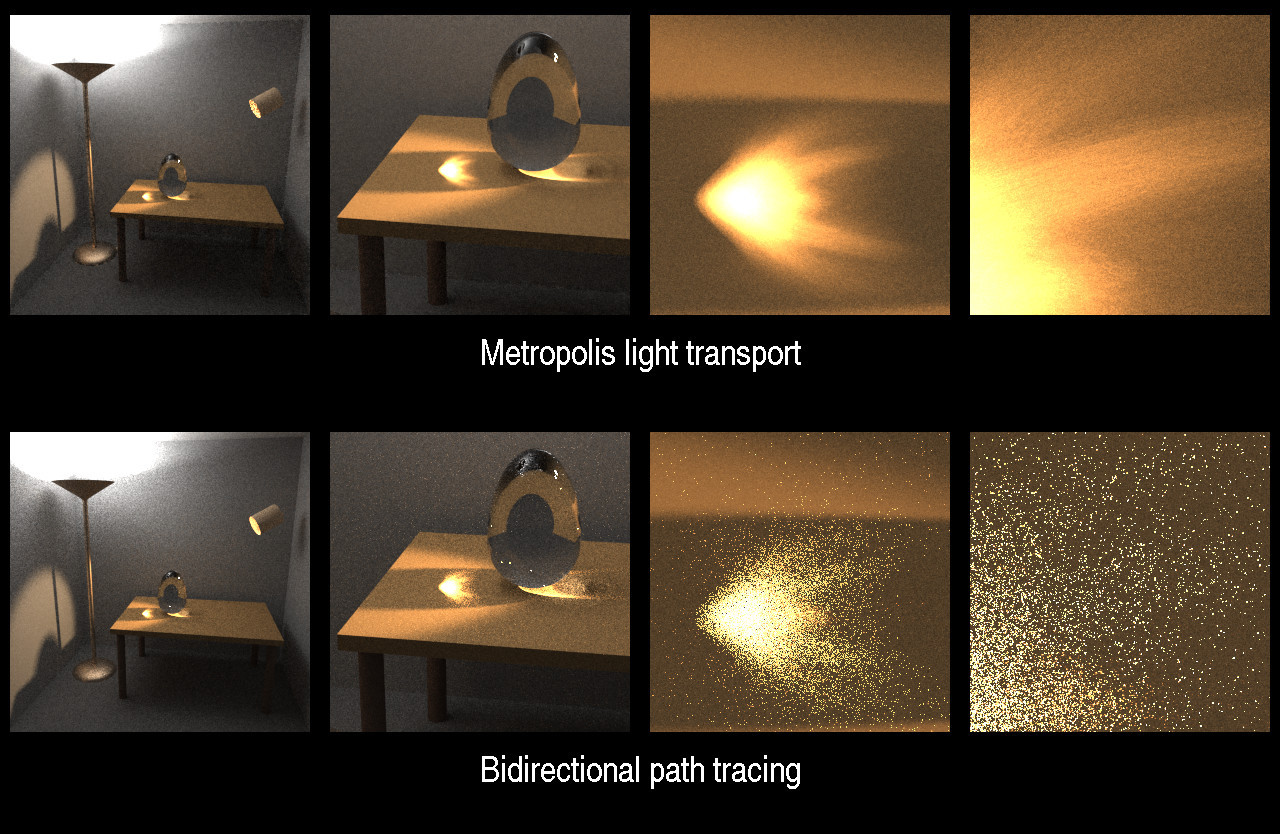 Metropolis light transport
Bidirectional path tracing